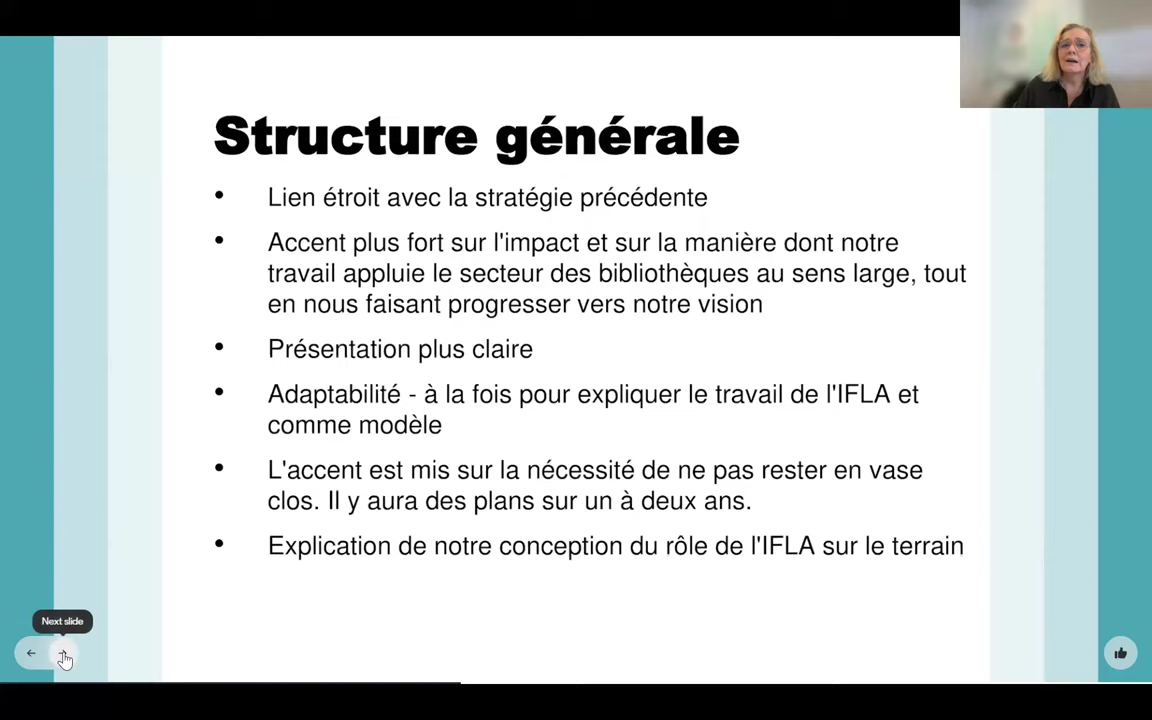 Structure générale
• Lien étroit avec la stratégie précédente
• Accent plus fort sur l'impact et sur la manière dont notre
travail appluie le secteur des bibliothèques au sens large, tout
en nous faisant progresser vers notre vision
• Présentation plus claire
• Adaptabilité - à la fois pour expliquer le travail de l'IFLA et
comme modèle
• L'accent est mis sur la nécessité de ne pas rester en vase
clos. Il y aura des plans sur un à deux ans.
• Explication de notre conception du rôle de l'IFLA sur le terrain
Next slide